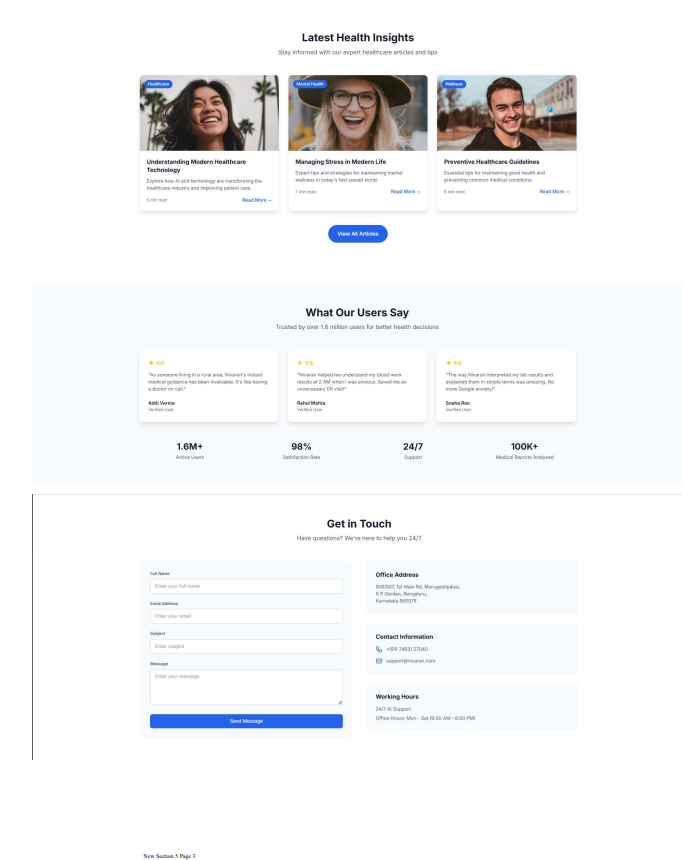 Latest Health Insights
Stay informed with our expert healthcare articles and tips
Healthcare
Mental Health
Wellness
Understanding Modern Healthcare
Technology
Explore how AI and technology are transforming the
healthcare industry and improving patient care.
5 min read
Read More →
Managing Stress in Modern Life
Expert tips and strategies for maintaining mental
wellness in today's fast-paced world.
7 min read
Read More →
Preventive Healthcare Guidelines
Essential tips for maintaining good health and
preventing common medical conditions.
6 min read
Read More →
View All Articles
What Our Users Say
Trusted by over 1.6 million users for better health decisions
★ 5.0
"As someone living in a rural area, Nivaran's instant
medical guidance has been invaluable. It's like having
a doctor on call."
Aditi Verma
Verified User
★ 5.0
"Nivaran helped me understand my blood work
results at 2 AM when I was anxious. Saved me an
unnecessary ER visit!"
Rahul Mehta
Verified User
★ 5.0
"The way Nivaran interpreted my lab results and
explained them in simple terms was amazing. No
more Google anxiety!"
Sneha Rao
Verified User
1.6M+
Active Users
98%
Satisfaction Rate
24/7
Support
100K+
Medical Reports Analyzed
Get in Touch
Have questions? We're here to help you 24/7
Full Name
Enter your full name
Email Address
Enter your email
Subject
Enter subject
Message
Enter your message
Send Message
Office Address
506/507, 1st Main Rd, Murugeshpalya,
K R Garden, Bengaluru,
Karnataka 560075
Contact Information
+(91) 74831 27040
support@nivaran.com
Working Hours
24/7 AI Support
Office Hours: Mon - Sat (9:00 AM - 6:00 PM)
New Section 5 Page 3